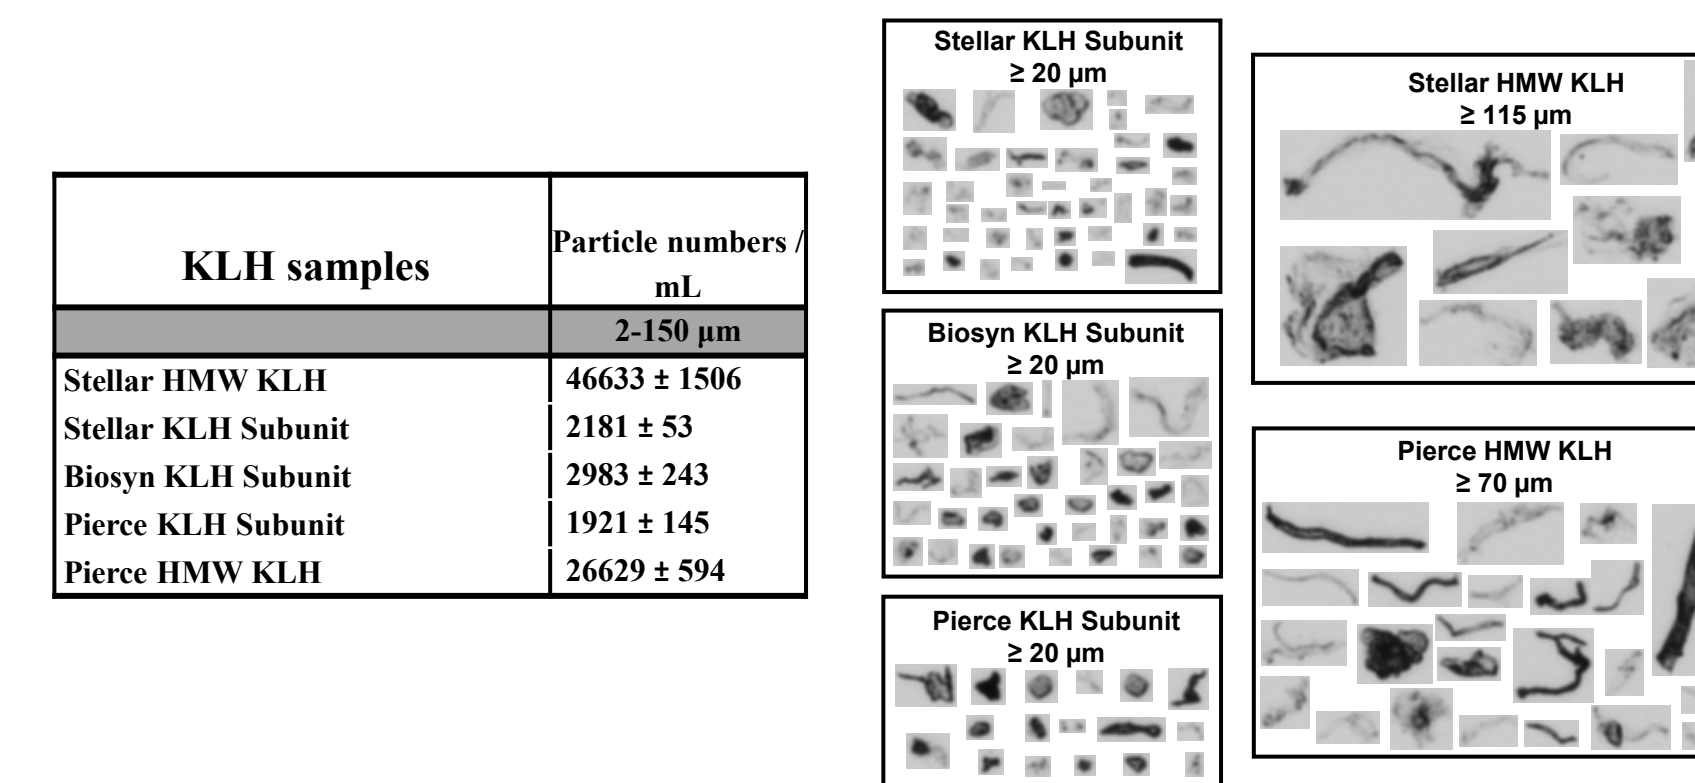 KLH samples
Particle numbers /
mL
2-150 µm
Stellar HMW KLH
46633 ± 1506
Stellar KLH Subunit
2181 ± 53
Biosyn KLH Subunit
2983 ± 243
Pierce KLH Subunit
1921 ± 145
Pierce HMW KLH
26629 ± 594
Stellar KLH Subunit
≥ 20 µm
Biosyn KLH Subunit
≥ 20 µm
Pierce KLH Subunit
≥ 20 µm
Stellar HMW KLH
≥ 115 µm
Pierce HMW KLH
≥ 70 µm